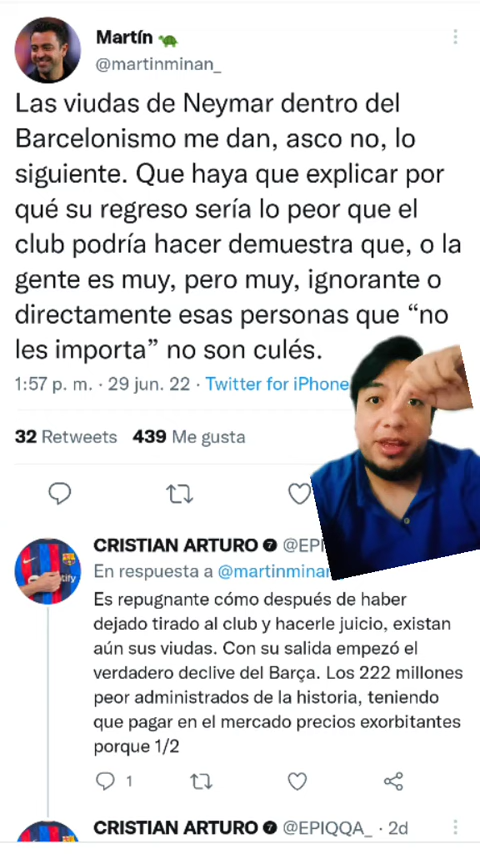 Martín
@martinminan_
Las viudas de Neymar dentro del
Barcelonismo me dan, asco no, lo
siguiente. Que haya que explicar por
qué su regreso sería lo peor que el
club podría hacer demuestra que, o la
gente es muy, pero muy, ignorante o
directamente esas personas que “no
les importa” no son culés.
1:57 p. m. · 29 jun. 22 · Twitter for iPhone
32 Retweets 439 Me gusta
CRISTIAN ARTURO 7 @EPI
En respuesta a @martinminan
Es repugnante cómo después de haber
dejado tirado al club y hacerle juicio, existan
aún sus viudas. Con su salida empezó el
verdadero declive del Barça. Los 222 millones
peor administrados de la historia, teniendo
que pagar en el mercado precios exorbitantes
porque 1/2
1
CRISTIAN ARTURO 7 @EPIQQA_ · 2d